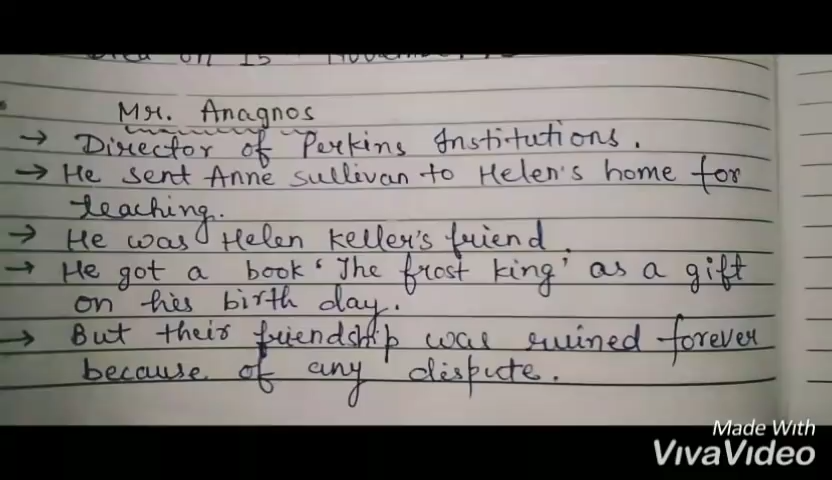 Mr. Anagnos
→ Director of Perkins Institutions.
→ He sent Anne sullivan to Helen's home for
teaching.
→ He was Helen Keller's friend.
→ He got a book 'The frost king' as a gift
on his birth day.
→ But their friendship was ruined forever
because of any dispute.
Made With
VivaVideo